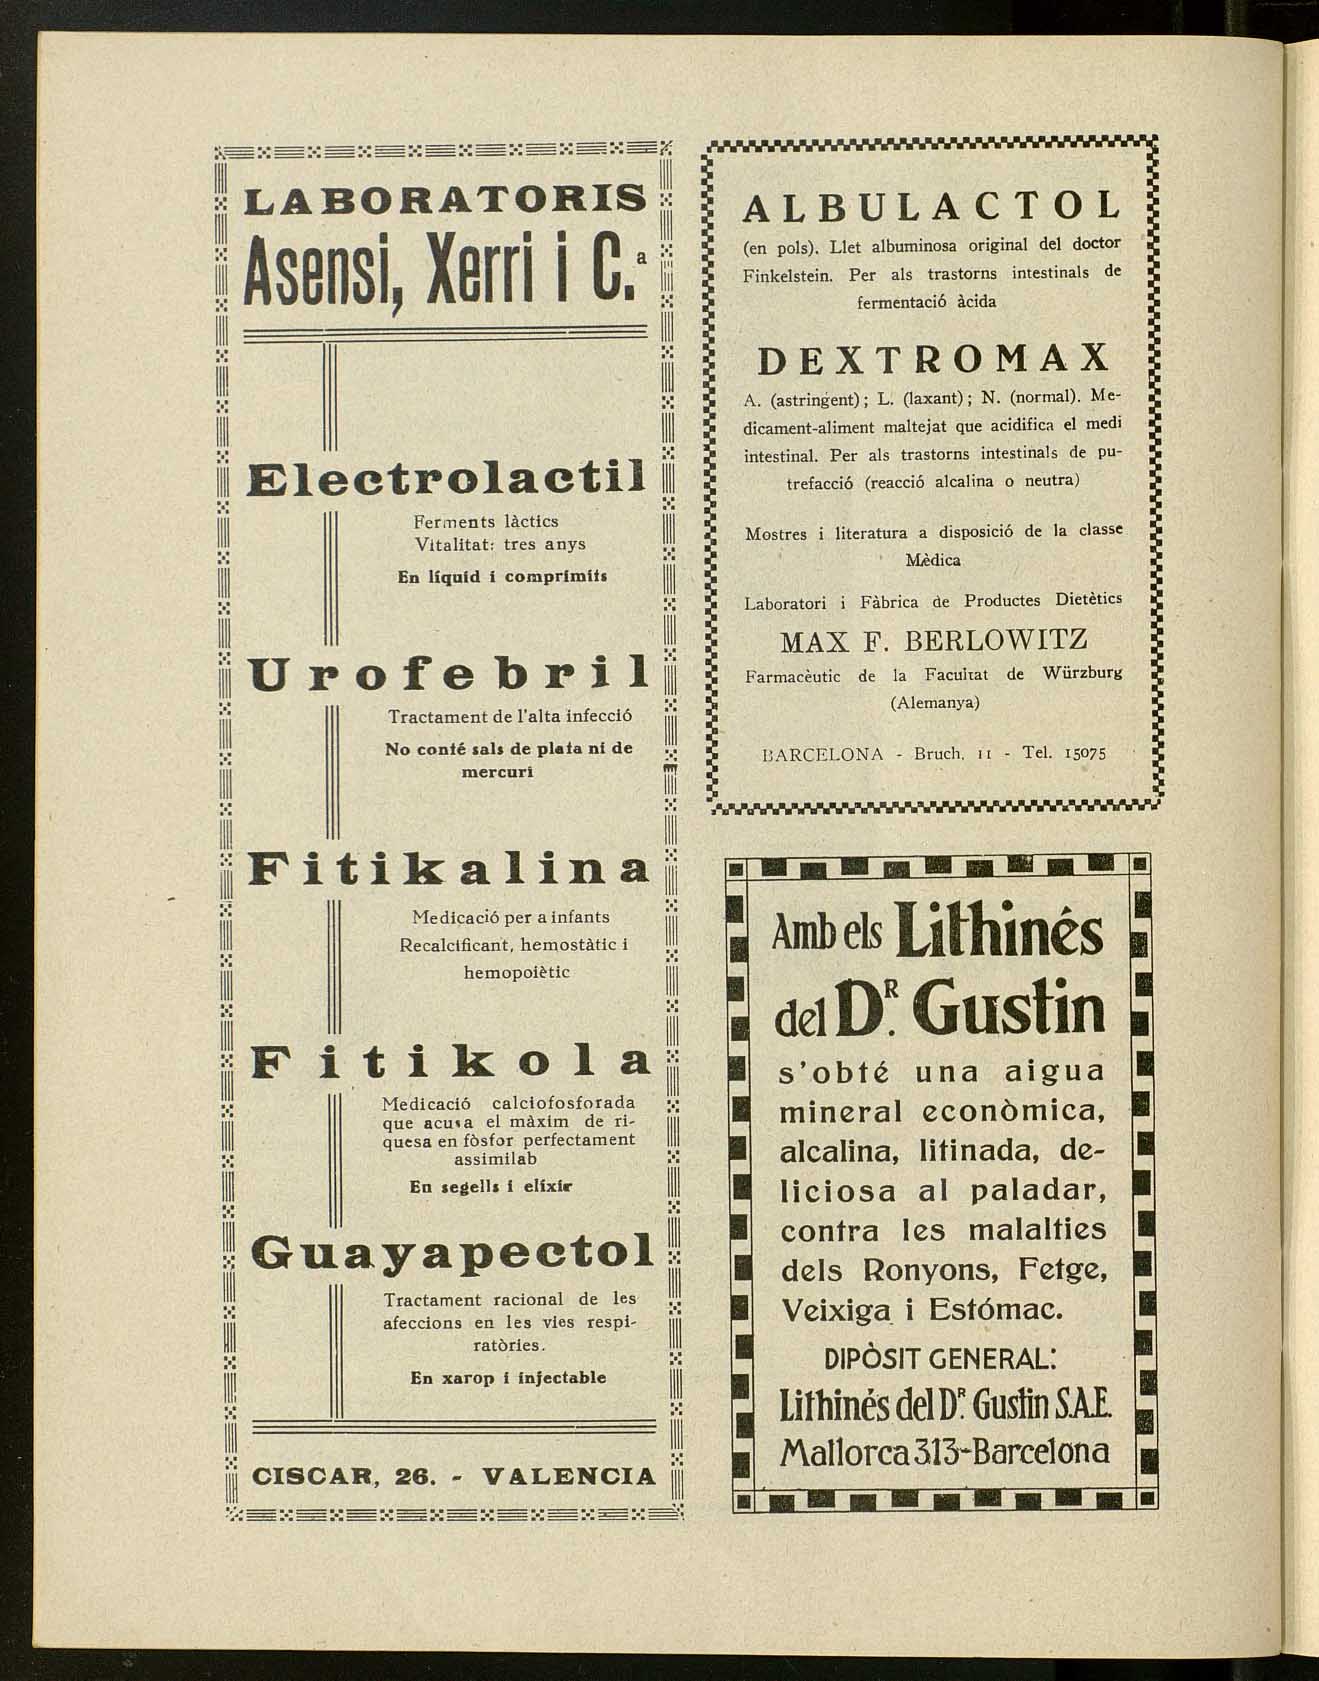 LABORATORIS
Asensi, Xerri i C.ª
Electrolactil
Ferments làctics
Vitalitat: tres anys
En líquid i comprimits
Urofebril
Tractament de l'alta infecció
No conté sals de plata ni de
mercuri
Fitikalina
Medicació per a infants
Recalcificant, hemostàtic i
hemopoiètic
Fitikola
Medicació calciofosforada
que acusa el màxim de ri-
quesa en fòsfor perfectament
assimilab
En segells i elixir
Guayapectol
Tractament racional de les
afeccions en les vies respi-
ratòries.
En xarop i injectable
CISCAR, 26. - VALENCIA
ALBULACTOL
(en pols). Llet albuminosa original del doctor
Finkelstein. Per als trastorns intestinals de
fermentació àcida
DEXTROMAX
A. (astringent); L. (laxant); N. (normal). Me-
dicament-aliment maltejat que acidifica el medi
intestinal. Per als trastorns intestinals de pu-
trefacció (reacció alcalina o neutra)
Mostres i literatura a disposició de la classe
Mèdica
Laboratori i Fàbrica de Productes Dietètics
MAX F. BERLOWITZ
Farmacèutic de la Facultat de Würzburg
(Alemanya)
BARCELONA - Bruch, 11 - Tel. 15075
Amb els Lithinés
del DR. Gustin
s'obté una aigua
mineral econòmica,
alcalina, litinada, de-
liciosa al paladar,
contra les malalties
dels Ronyons, Fetge,
Veixiga i Estómac.
DIPÒSIT GENERAL:
Lithinés del DR. Gustin S.A.E.
Mallorca 313-Barcelona